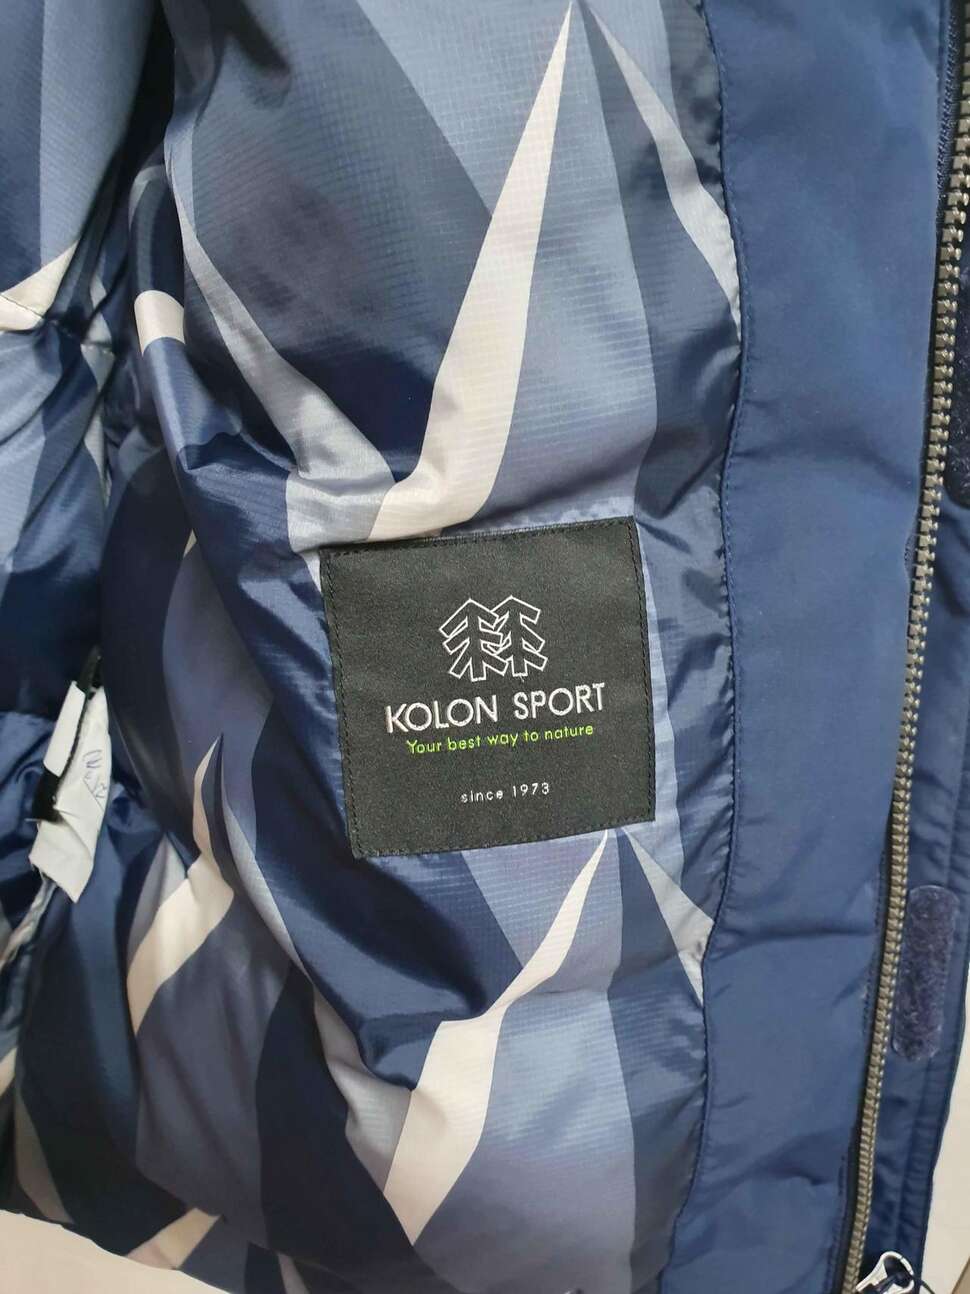 KOLON SPORT
Your best way to nature
since 1973